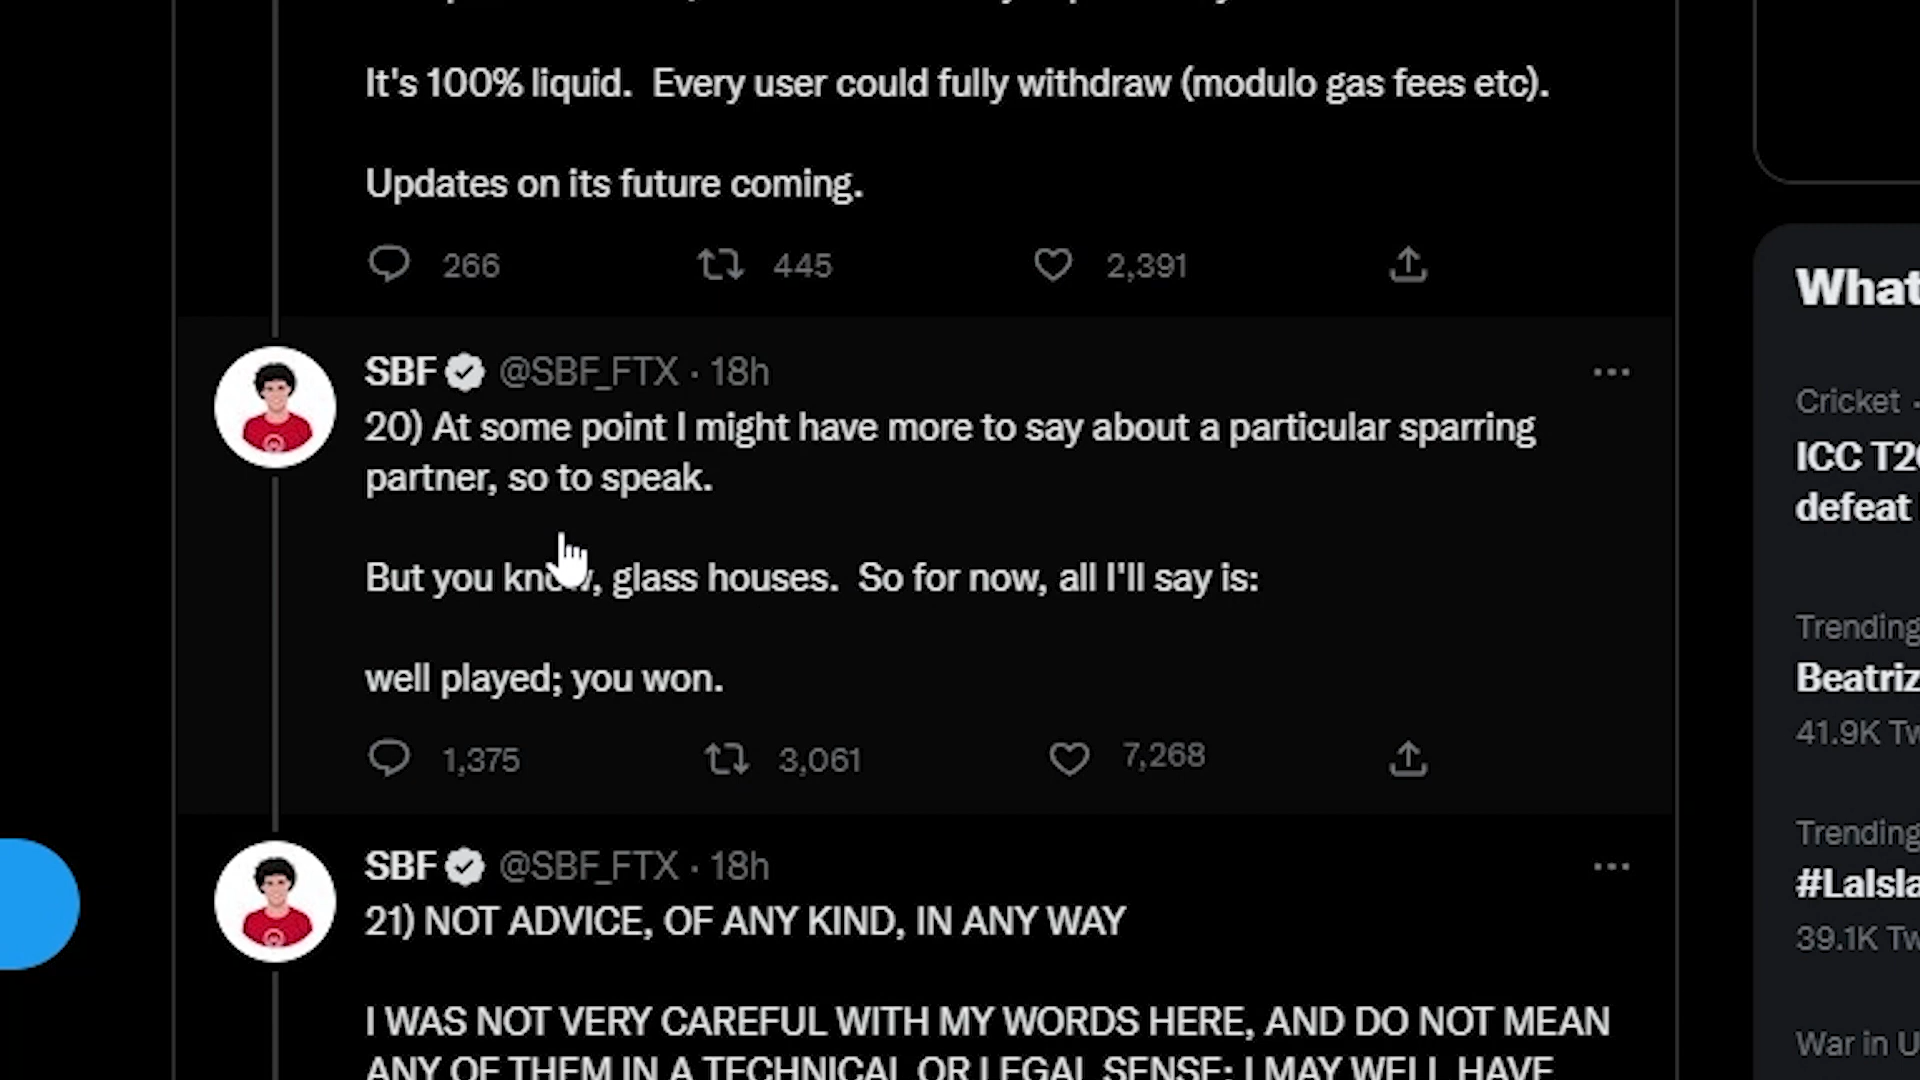 It's 100% liquid.  Every user could fully withdraw (modulo gas fees etc).
Updates on its future coming.
266 445 2,391
SBF @SBF_FTX · 18h
20) At some point I might have more to say about a particular sparring
partner, so to speak.
But you know, glass houses.  So for now, all I'll say is:
well played; you won.
1,375 3,061 7,268
SBF @SBF_FTX · 18h
21) NOT ADVICE, OF ANY KIND, IN ANY WAY
I WAS NOT VERY CAREFUL WITH MY WORDS HERE, AND DO NOT MEAN
ANY OF THEM IN A TECHNICAL OR LEGAL SENSE; I MAY WELL HAVE
What
Cricket ·
ICC T20
defeat
Trending
Beatriz
41.9K Tw
Trending
#LaIsla
39.1K Tw
War in U